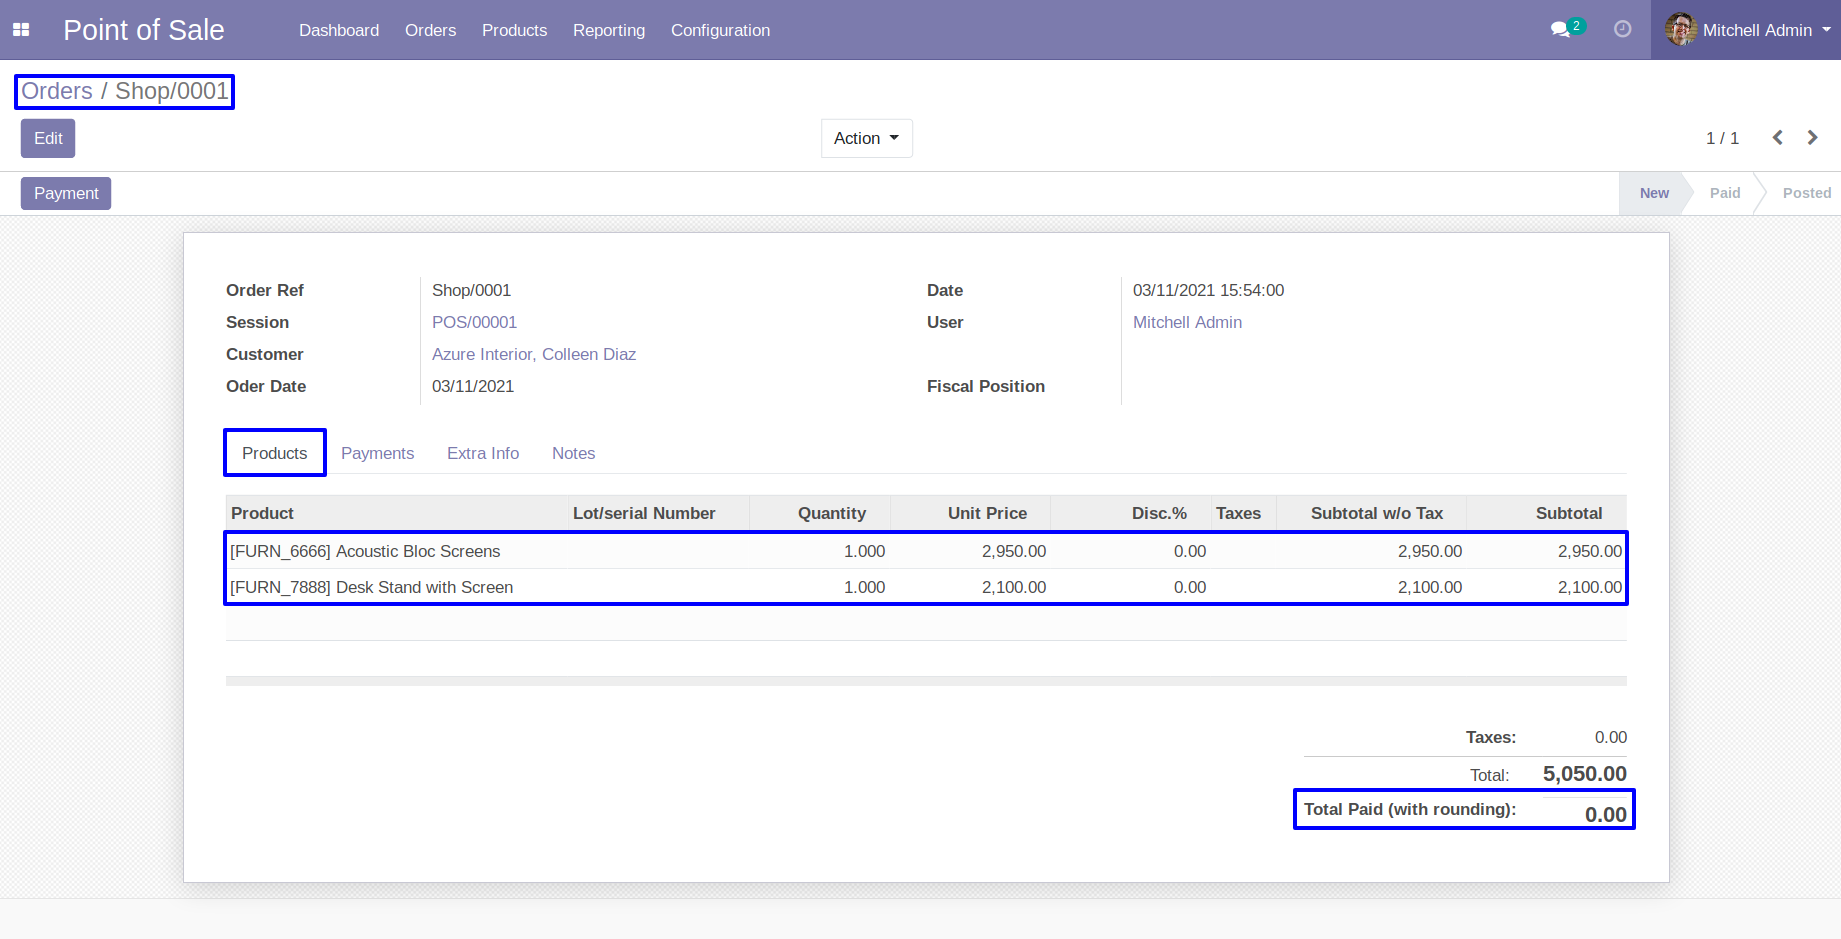 Point of Sale Dashboard Orders Products Reporting Configuration 2 Mitchell Admin
Orders / Shop/0001
Edit Action 1 / 1
Payment New Paid Posted
Order Ref Shop/0001 Date 03/11/2021 15:54:00
Session POS/00001 User Mitchell Admin
Customer Azure Interior, Colleen Diaz
Oder Date 03/11/2021 Fiscal Position
Products Payments Extra Info Notes
Product Lot/serial Number Quantity Unit Price Disc.% Taxes Subtotal w/o Tax Subtotal
[FURN_6666] Acoustic Bloc Screens 1.000 2,950.00 0.00 2,950.00 2,950.00
[FURN_7888] Desk Stand with Screen 1.000 2,100.00 0.00 2,100.00 2,100.00
Taxes: 0.00
Total: 5,050.00
Total Paid (with rounding): 0.00